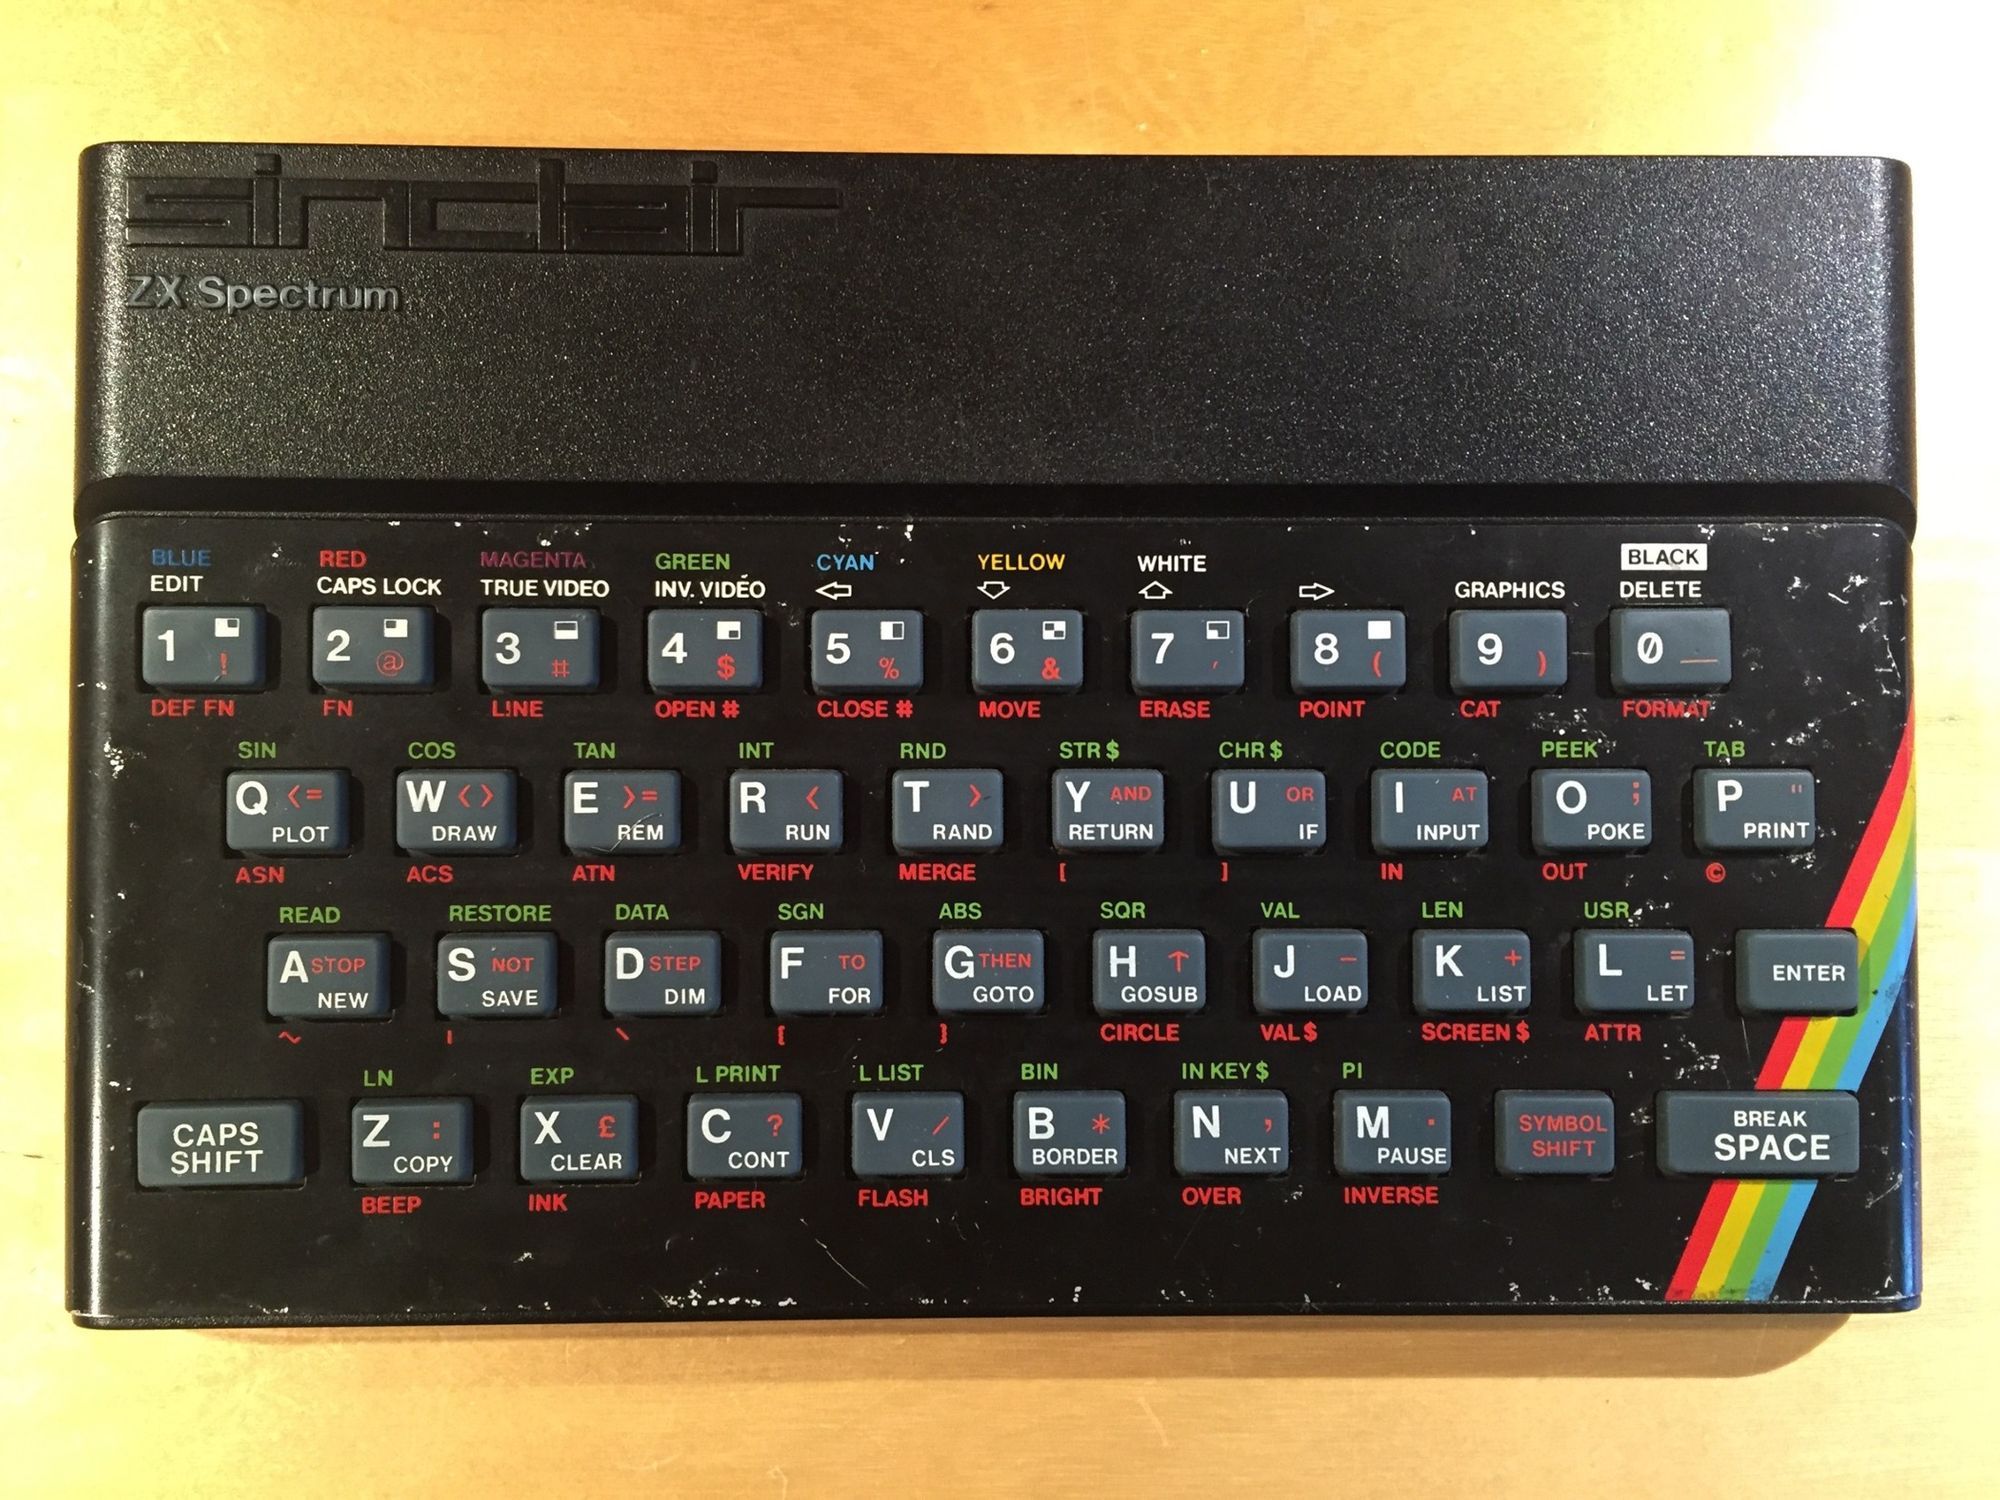 sinclair
ZX Spectrum
BLUE RED MAGENTA GREEN CYAN YELLOW WHITE BLACK
EDIT CAPS LOCK TRUE VIDEO INV. VIDEO GRAPHICS DELETE
1 ! 2 @ 3 # 4 $ 5 % 6 & 7 ' 8 ( 9 ) 0 _
DEF FN FN LINE OPEN # CLOSE # MOVE ERASE POINT CAT FORMAT
SIN COS TAN INT RND STR $ CHR $ CODE PEEK TAB
Q <= W <> E >= R < T > Y AND U OR I AT O ; P "
PLOT DRAW REM RUN RAND RETURN IF INPUT POKE PRINT
ASN ACS ATN VERIFY MERGE [ ] IN OUT ©
READ RESTORE DATA SGN ABS SQR VAL LEN USR
A STOP S NOT D STEP F TO G THEN H ↑ J - K + L = ENTER
NEW SAVE DIM FOR GOTO GOSUB LOAD LIST LET
~ | \ { } CIRCLE VAL $ SCREEN $ ATTR
LN EXP L PRINT L LIST BIN IN KEY $ PI
CAPS Z : X £ C ? V / B * N , M . SYMBOL BREAK
SHIFT COPY CLEAR CONT CLS BORDER NEXT PAUSE SHIFT SPACE
BEEP INK PAPER FLASH BRIGHT OVER INVERSE